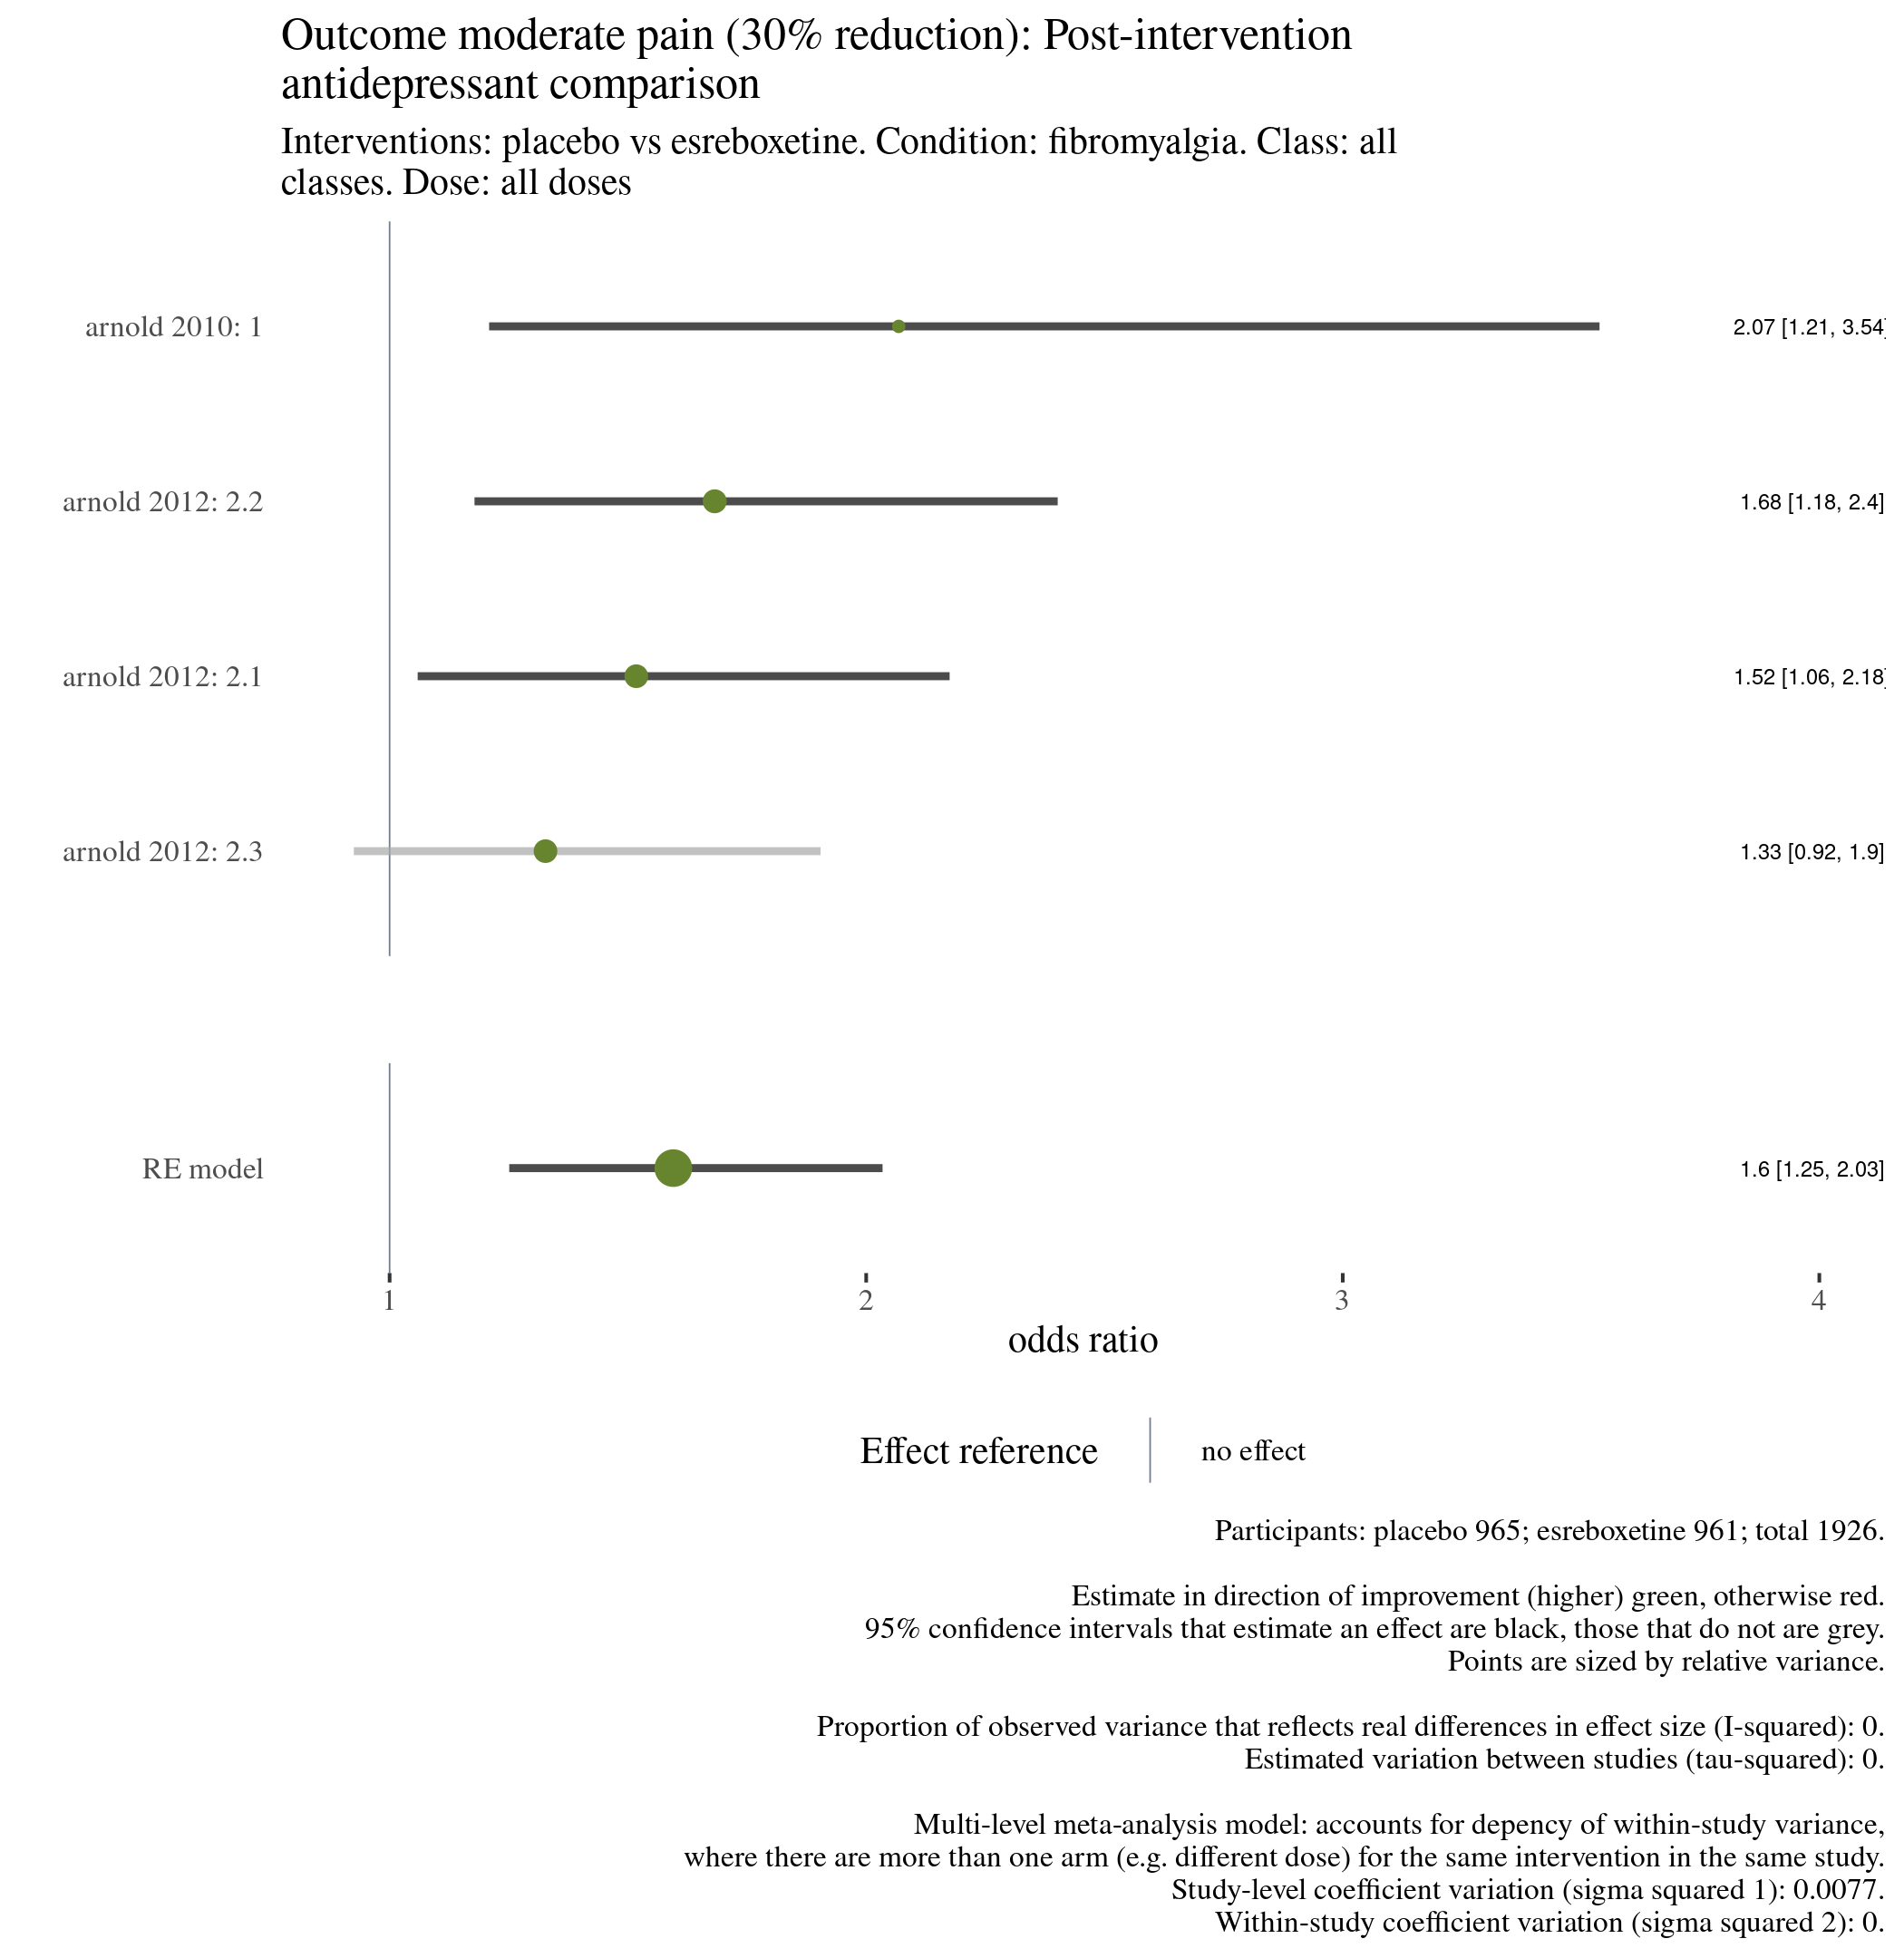 Outcome moderate pain (30% reduction): Post-intervention
antidepressant comparison
Interventions: placebo vs esreboxetine. Condition: fibromyalgia. Class: all
classes. Dose: all doses
arnold 2010: 1 2.07 [1.21, 3.54]
arnold 2012: 2.2 1.68 [1.18, 2.4]
arnold 2012: 2.1 1.52 [1.06, 2.18]
arnold 2012: 2.3 1.33 [0.92, 1.9]
RE model 1.6 [1.25, 2.03]
1 2 3 4
odds ratio
Effect reference no effect
Participants: placebo 965; esreboxetine 961; total 1926.
Estimate in direction of improvement (higher) green, otherwise red.
95% confidence intervals that estimate an effect are black, those that do not are grey.
Points are sized by relative variance.
Proportion of observed variance that reflects real differences in effect size (I-squared): 0.
Estimated variation between studies (tau-squared): 0.
Multi-level meta-analysis model: accounts for depency of within-study variance,
where there are more than one arm (e.g. different dose) for the same intervention in the same study.
Study-level coefficient variation (sigma squared 1): 0.0077.
Within-study coefficient variation (sigma squared 2): 0.